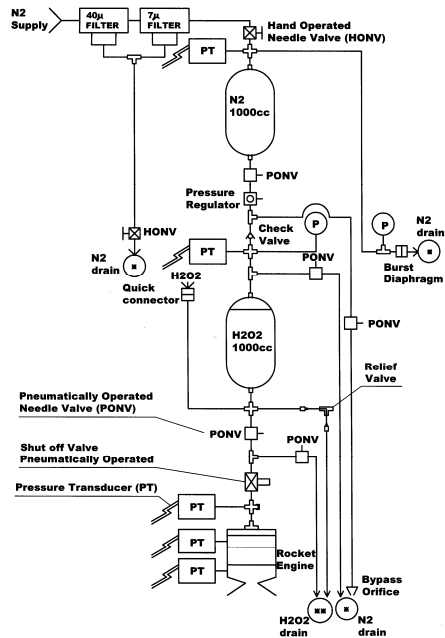 N2
Supply
40µ
FILTER
7µ
FILTER
Hand Operated
Needle Valve (HONV)
PT
N2
1000cc
PONV
Pressure
Regulator
P
P
N2
drain
Check
Valve
HONV
PT
PONV
N2
drain
Quick
connector
H2O2
Burst
Diaphragm
H2O2
1000cc
PONV
Relief
Valve
Pneumatically Operated
Needle Valve (PONV)
PONV
PONV
Shut off Valve
Pneumatically Operated
Pressure Transducer (PT)
PT
PT
PT
Rocket
Engine
Bypass
Orifice
H2O2
drain
N2
drain